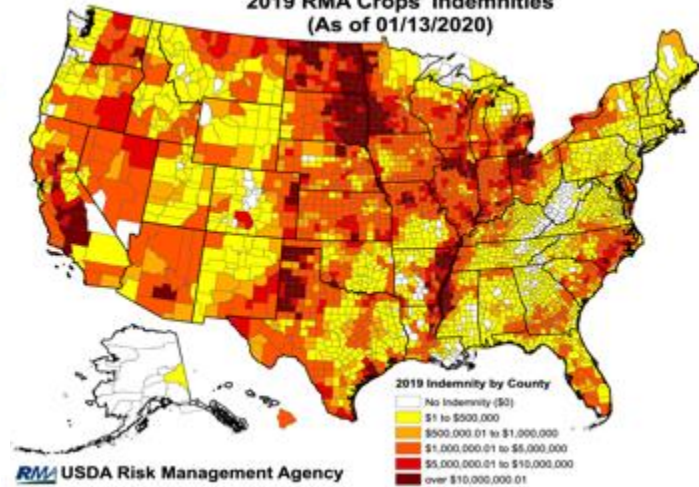 2019 RMA Crops' Indemnities
(As of 01/13/2020)
2019 Indemnity by County
No Indemnity ($0)
$1 to $500,000
$500,000.01 to $1,000,000
$1,000,000.01 to $5,000,000
$5,000,000.01 to $10,000,000
over $10,000,000.01
RMA USDA Risk Management Agency